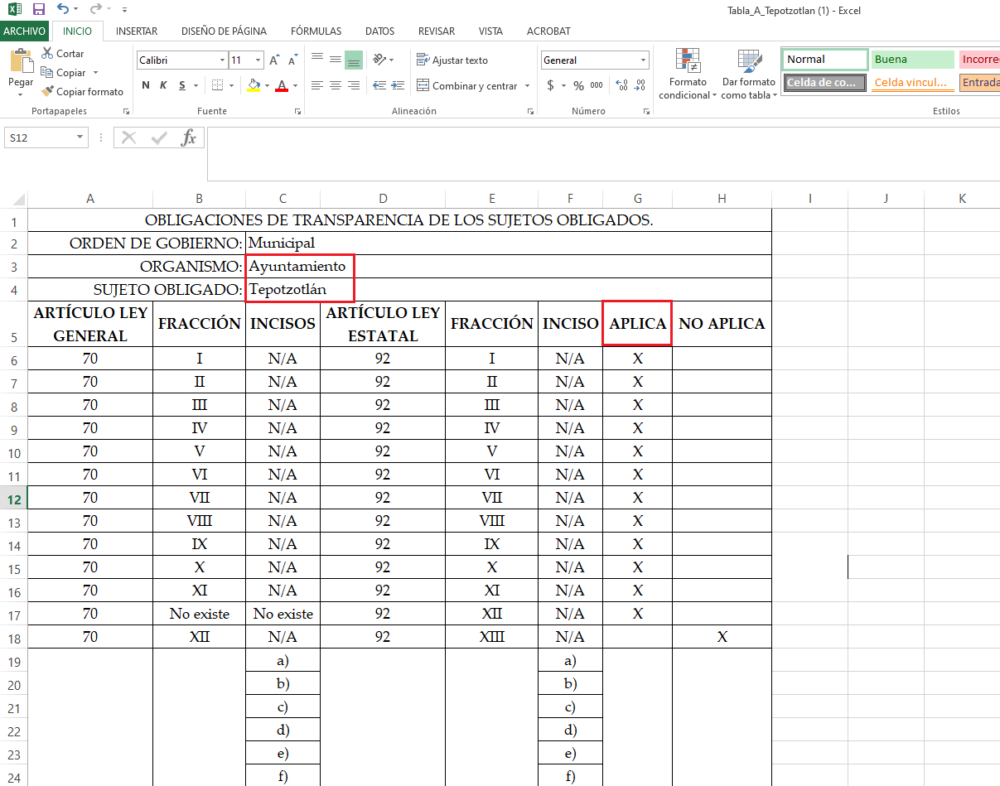 Tabla_A_Tepotzotlan (1) - Excel
ARCHIVO INICIO INSERTAR DISEÑO DE PÁGINA FÓRMULAS DATOS REVISAR VISTA ACROBAT
Pegar
Cortar
Copiar
Copiar formato
Portapapeles
Calibri 11
N K S
Fuente
Ajustar texto
Combinar y centrar
Alineación
General
$ % 000
Número
Formato condicional
Dar formato como tabla
Normal Buena Incorre
Celda de co... Celda vincul... Entrada
Estilos
S12 fx
A B C D E F G H I J K
1 OBLIGACIONES DE TRANSPARENCIA DE LOS SUJETOS OBLIGADOS.
2 ORDEN DE GOBIERNO: Municipal
3 ORGANISMO: Ayuntamiento
4 SUJETO OBLIGADO: Tepotzotlán
5 ARTÍCULO LEY GENERAL FRACCIÓN INCISOS ARTÍCULO LEY ESTATAL FRACCIÓN INCISO APLICA NO APLICA
6 70 I N/A 92 I N/A X
7 70 II N/A 92 II N/A X
8 70 III N/A 92 III N/A X
9 70 IV N/A 92 IV N/A X
10 70 V N/A 92 V N/A X
11 70 VI N/A 92 VI N/A X
12 70 VII N/A 92 VII N/A X
13 70 VIII N/A 92 VIII N/A X
14 70 IX N/A 92 IX N/A X
15 70 X N/A 92 X N/A X
16 70 XI N/A 92 XI N/A X
17 70 No existe No existe 92 XII N/A X
18 70 XII N/A 92 XIII N/A X
19 a) a)
20 b) b)
21 c) c)
22 d) d)
23 e) e)
24 f) f)